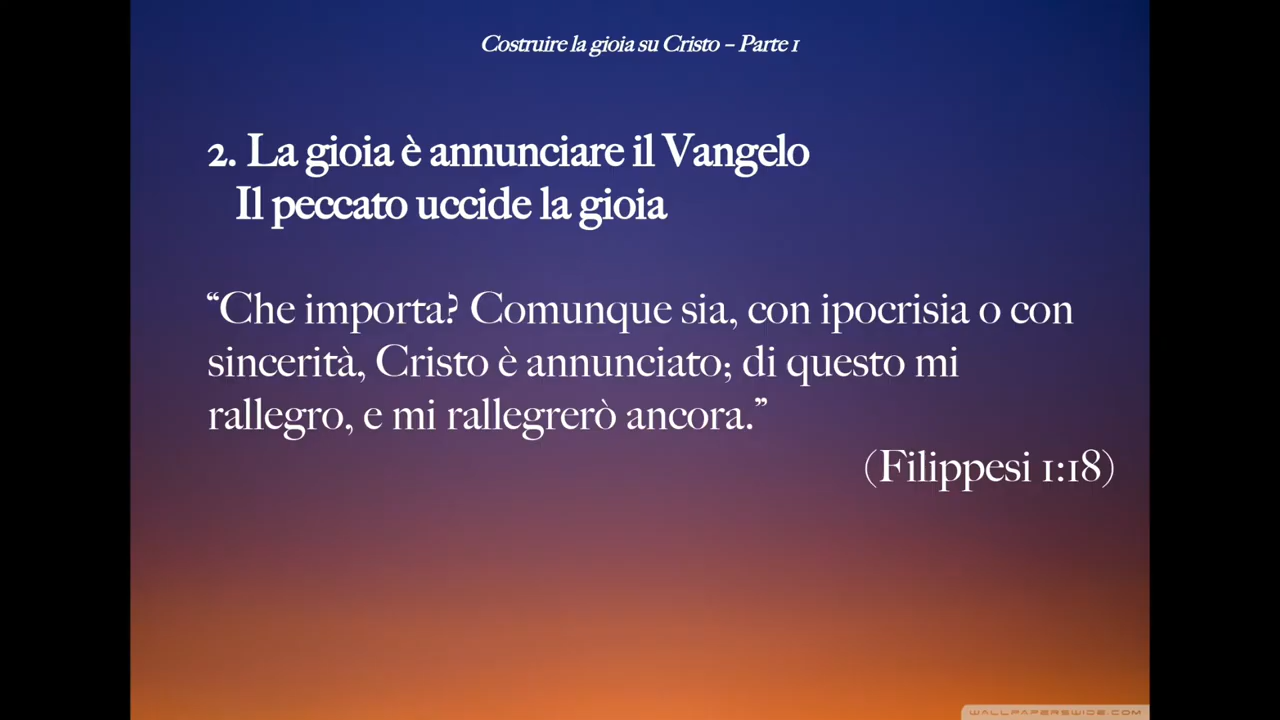 Costruire la gioia su Cristo – Parte 1
2. La gioia è annunciare il Vangelo
Il peccato uccide la gioia
“Che importa? Comunque sia, con ipocrisia o con
sincerità, Cristo è annunciato; di questo mi
rallegro, e mi rallegrerò ancora.”
(Filippesi 1:18)
WALLPAPERSWIDE.COM